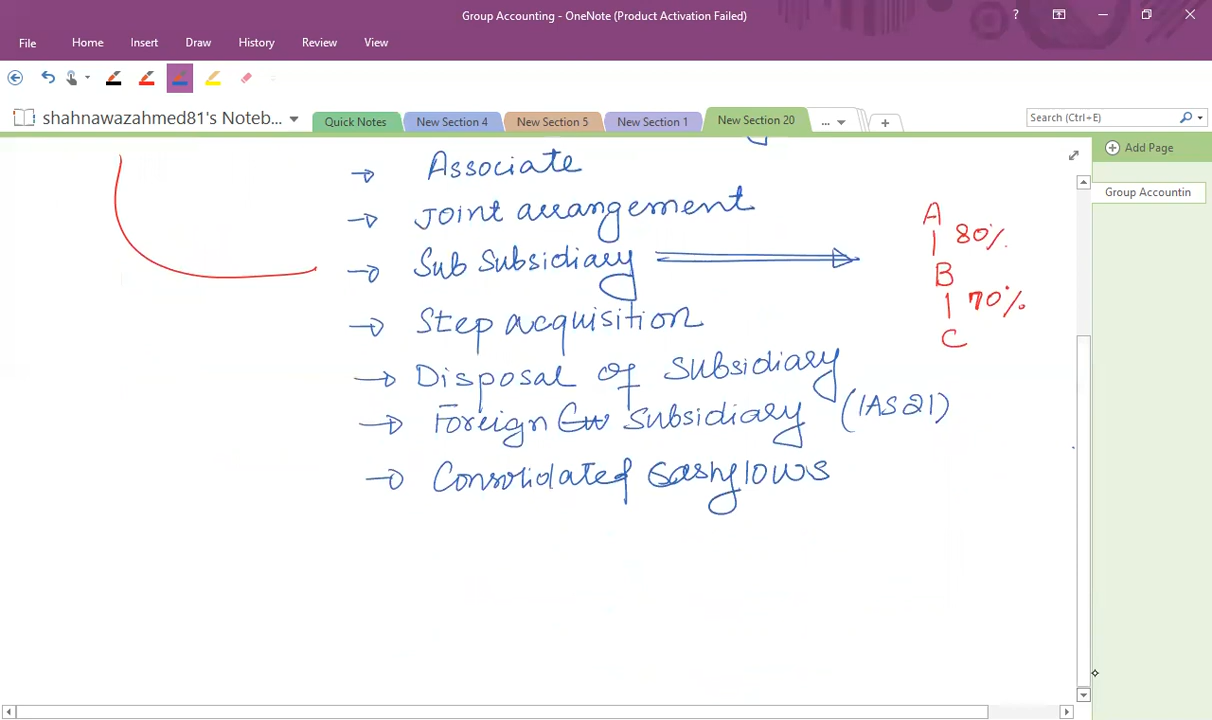 Group Accounting - OneNote (Product Activation Failed)
?
File Home Insert Draw History Review View
shahnawazahmed81's Noteb...
Quick Notes New Section 4 New Section 5 New Section 1 New Section 20 ... +
Search (Ctrl+E)
Add Page
Group Accountin
→ Associate
→ Joint arrangement
→ Sub Subsidiary
→ Step acquisition
→ Disposal of Subsidiary
→ Foreign Subsidiary (IAS 21)
→ Consolidated Cashflows
A
80%
B
70%
C